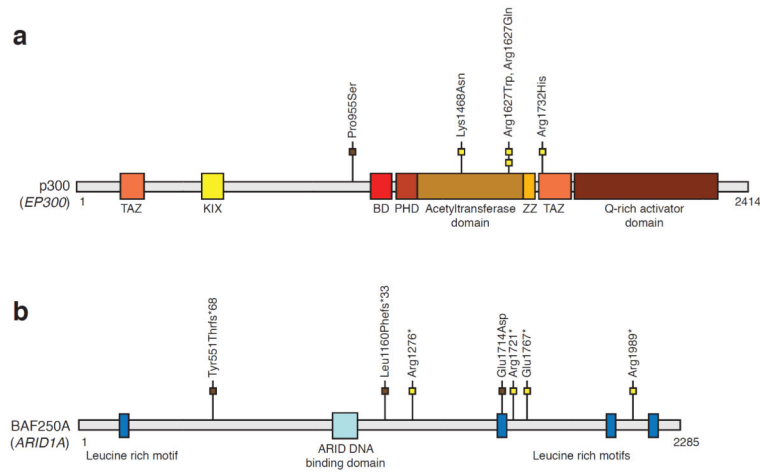 a
Pro955Ser
Lys1468Asn
Arg1627Trp, Arg1627Gln
Arg1732His
p300
(EP300)
1
TAZ
KIX
BD
PHD
Acetyltransferase
domain
ZZ
TAZ
Q-rich activator
domain
2414
b
Tyr551Thrfs*68
Leu1160Phefs*33
Arg1276*
Glu1714Asp
Arg1721*
Glu1767*
Arg1989*
BAF250A
(ARID1A)
1
Leucine rich motif
ARID DNA
binding domain
Leucine rich motifs
2285